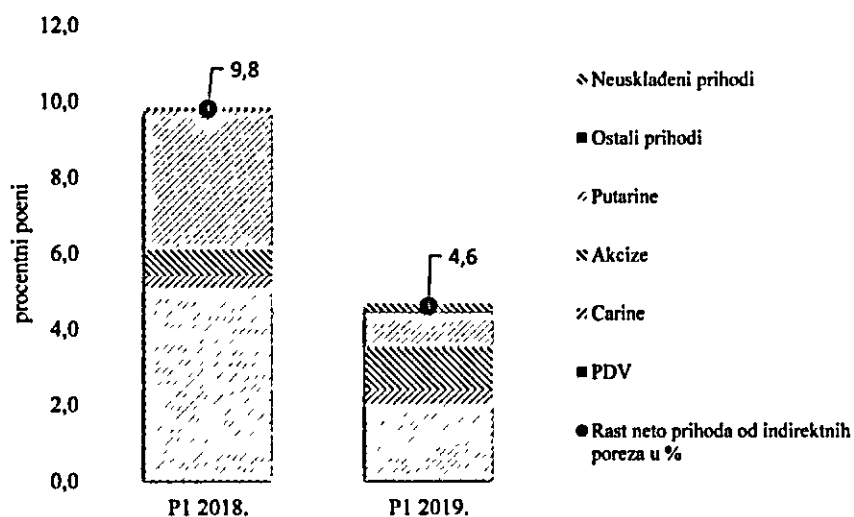 12,0
10,0
8,0
6,0
4,0
2,0
0,0
procentni poeni
9,8
4,6
P1 2018.
P1 2019.
Neusklađeni prihodi
Ostali prihodi
Putarine
Akcize
Carine
PDV
Rast neto prihoda od indirektnih
poreza u %